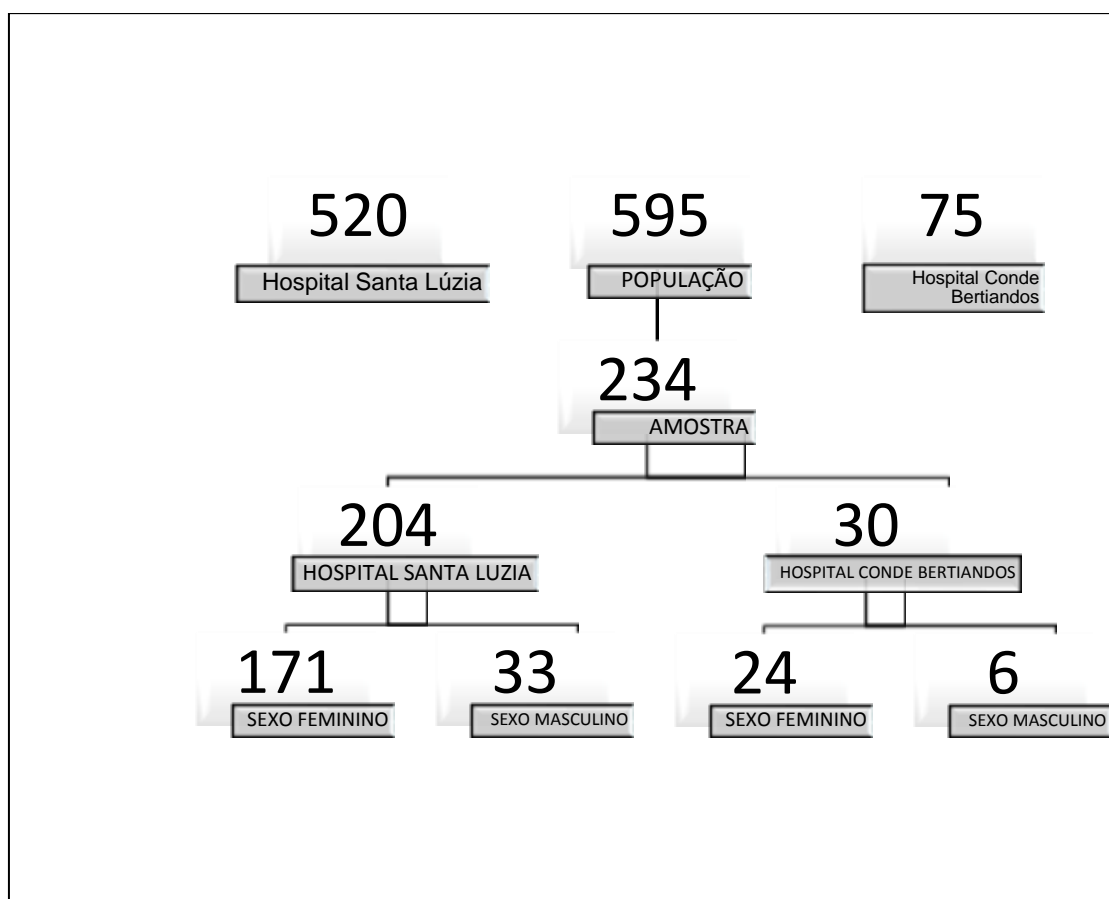 520
Hospital Santa Lúzia
595
POPULAÇÃO
75
Hospital Conde
Bertiandos
234
AMOSTRA
204
HOSPITAL SANTA LUZIA
30
HOSPITAL CONDE BERTIANDOS
171
SEXO FEMININO
33
SEXO MASCULINO
24
SEXO FEMININO
6
SEXO MASCULINO